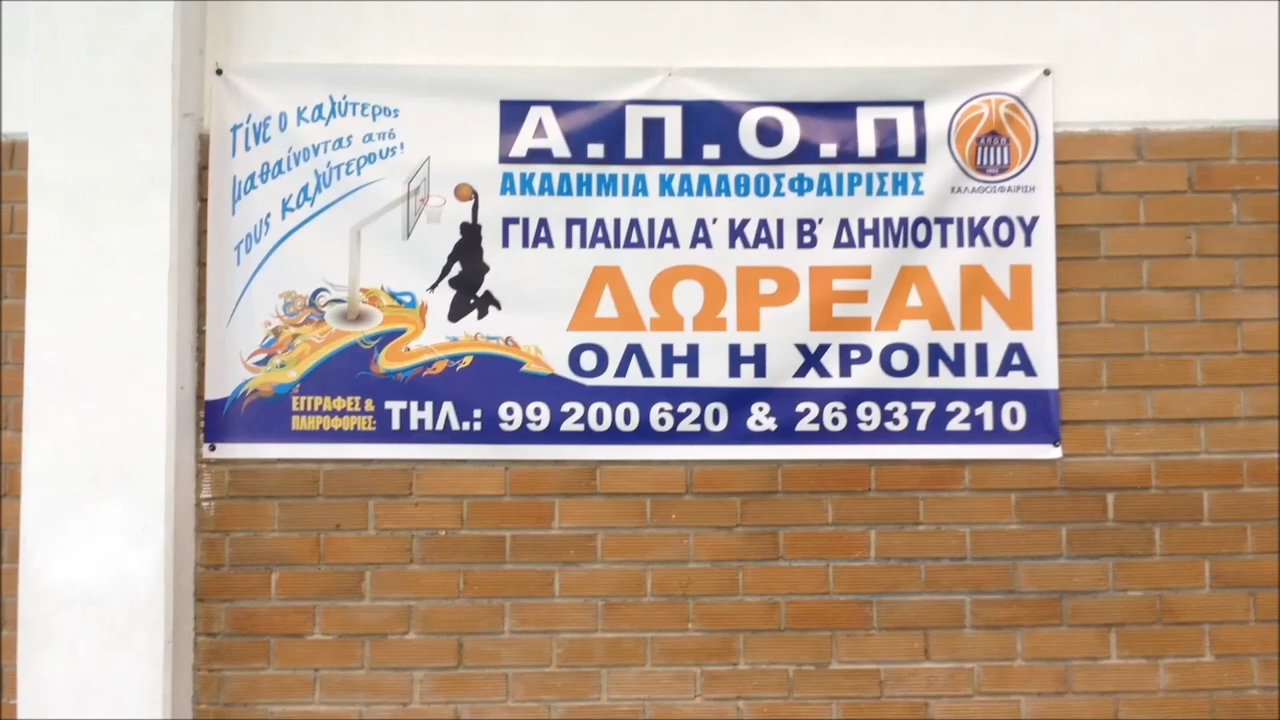 Γίνε ο καλύτερος
μαθαίνοντας από
τους καλύτερους!
Α.Π.Ο.Π
ΑΚΑΔΗΜΙΑ ΚΑΛΑΘΟΣΦΑΙΡΙΣΗΣ
Α.Π.Ο.Π
ΚΑΛΑΘΟΣΦΑΙΡΙΣΗ
ΓΙΑ ΠΑΙΔΙΑ Α΄ ΚΑΙ Β΄ ΔΗΜΟΤΙΚΟΥ
ΔΩΡΕΑΝ
ΟΛΗ Η ΧΡΟΝΙΑ
ΕΓΓΡΑΦΕΣ &
ΠΛΗΡΟΦΟΡΙΕΣ:
ΤΗΛ.: 99 200 620 & 26 937 210